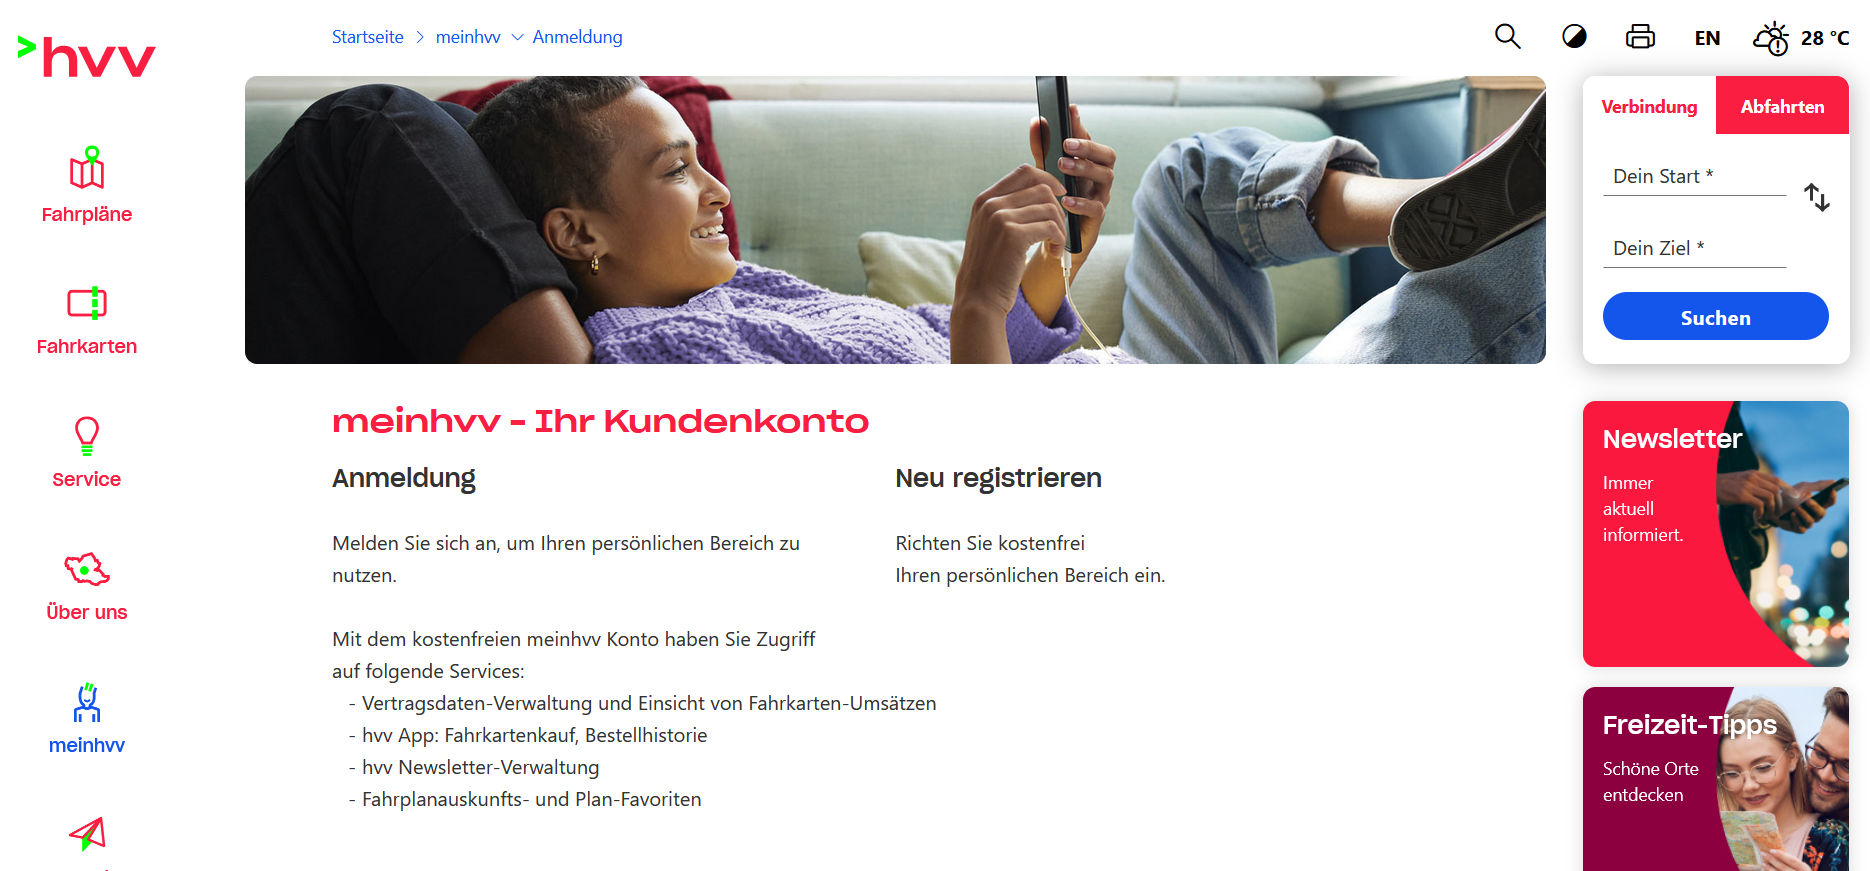 hvv
Startseite
meinhvv
Anmeldung
EN
28 °C
Fahrpläne
Fahrkarten
Service
Über uns
meinhvv
Verbindung
Abfahrten
Dein Start *
Dein Ziel *
Suchen
meinhvv - Ihr Kundenkonto
Anmeldung
Melden Sie sich an, um Ihren persönlichen Bereich zu
nutzen.
Mit dem kostenfreien meinhvv Konto haben Sie Zugriff
auf folgende Services:
- Vertragsdaten-Verwaltung und Einsicht von Fahrkarten-Umsätzen
- hvv App: Fahrkartenkauf, Bestellhistorie
- hvv Newsletter-Verwaltung
- Fahrplanauskunfts- und Plan-Favoriten
Neu registrieren
Richten Sie kostenfrei
Ihren persönlichen Bereich ein.
Newsletter
Immer
aktuell
informiert.
Freizeit-Tipps
Schöne Orte
entdecken